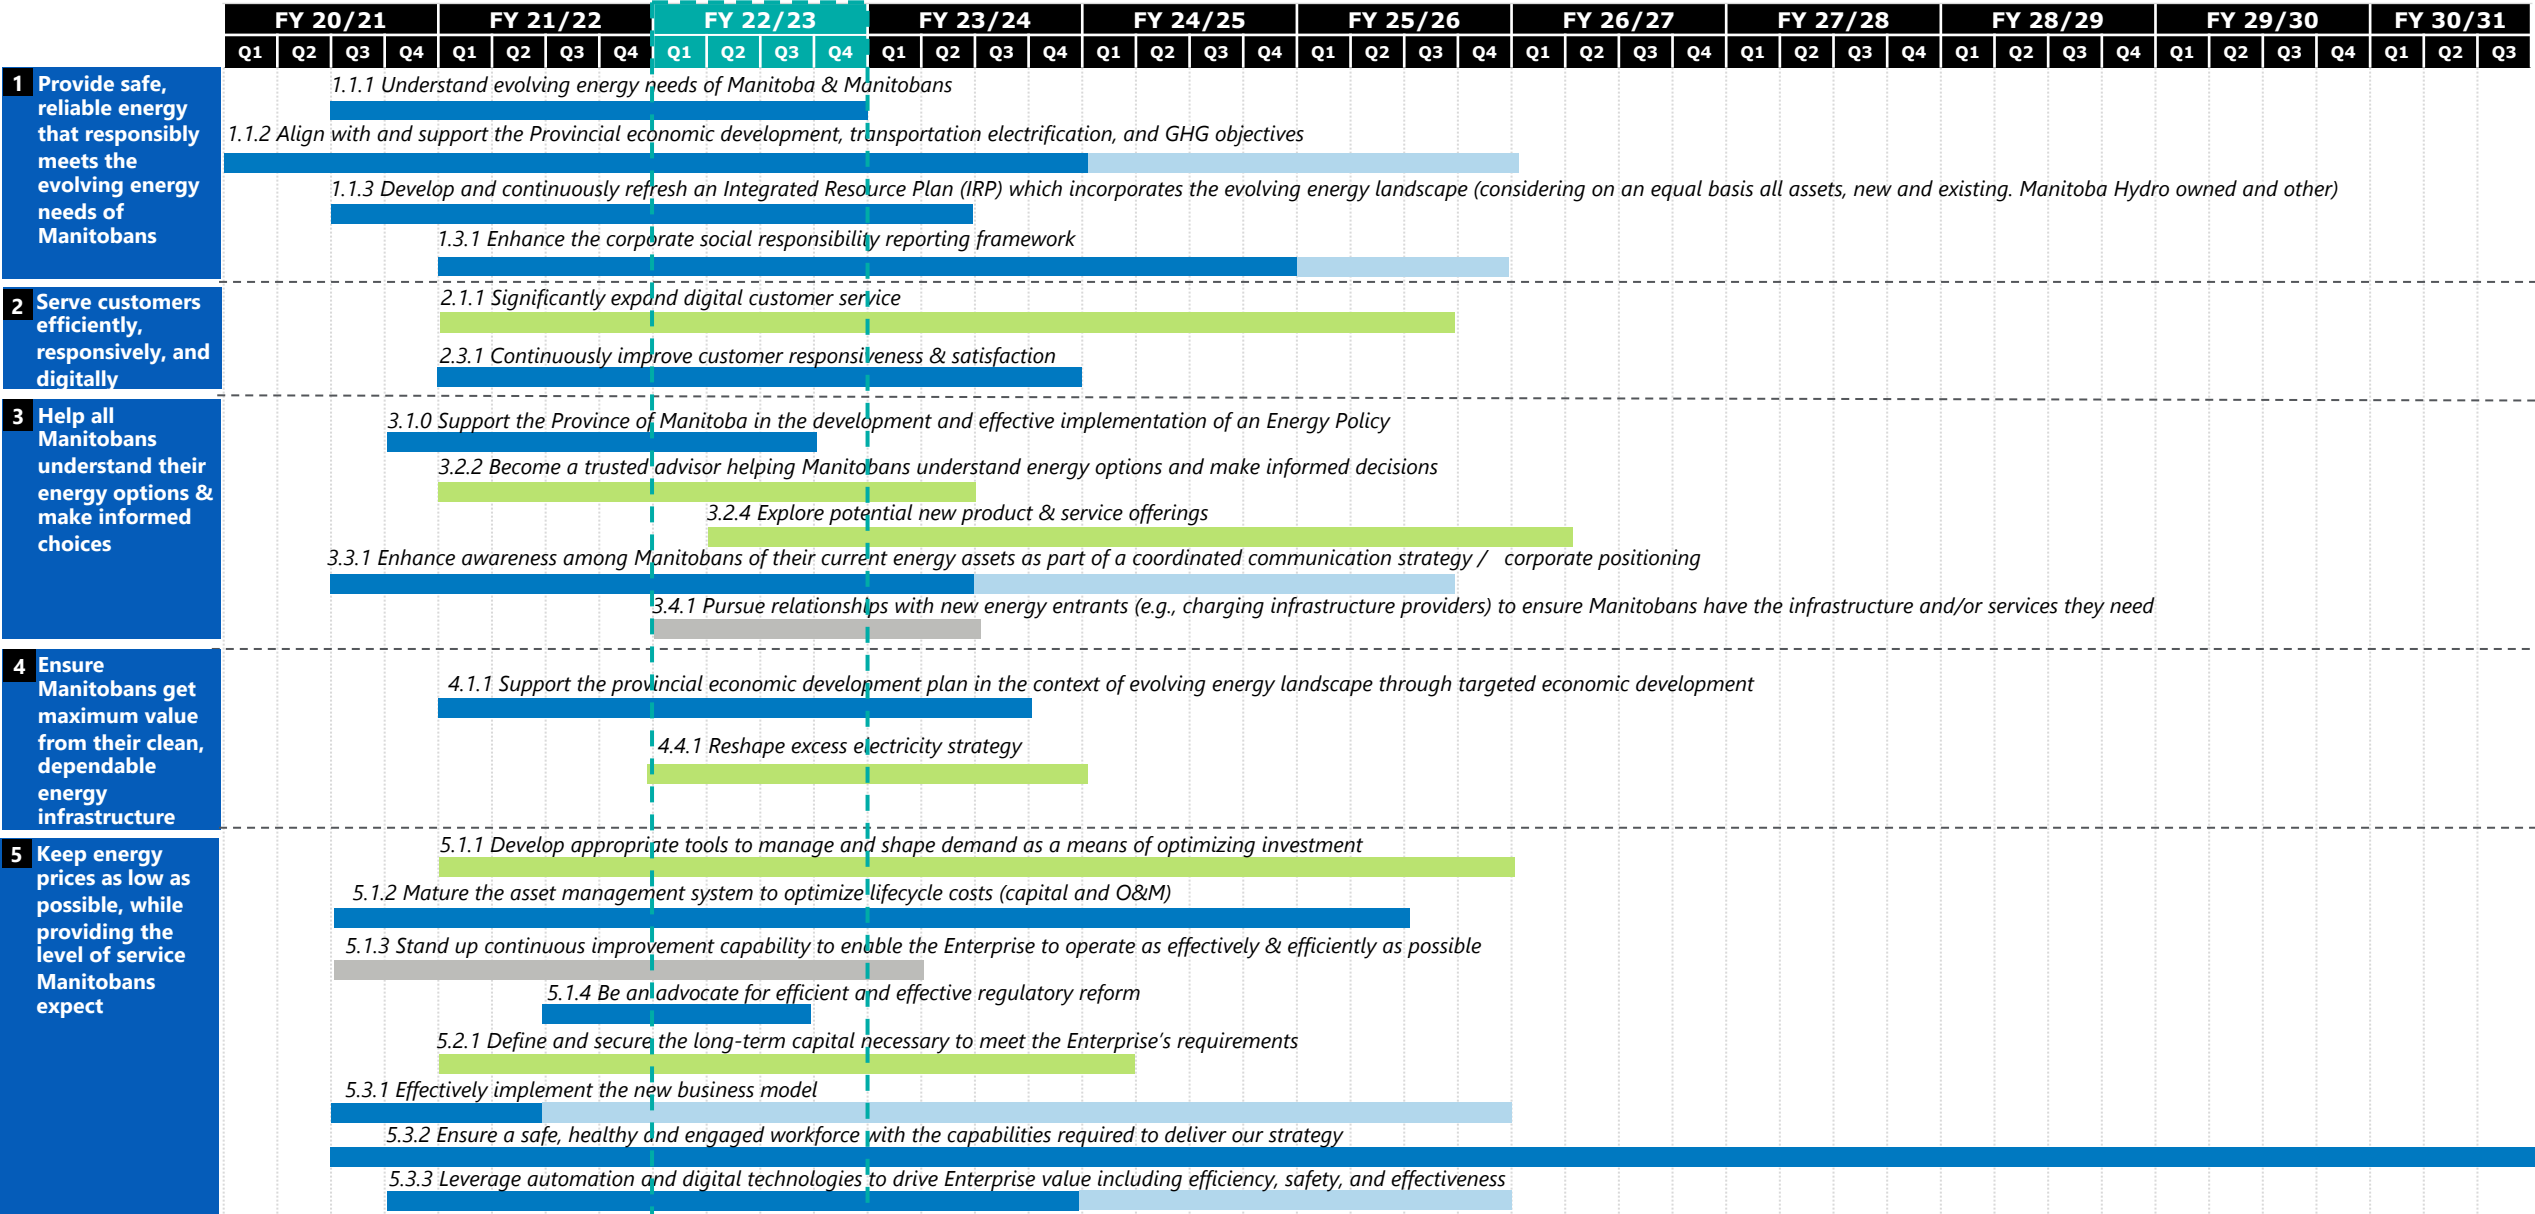 FY 20/21 FY 21/22 FY 22/23 FY 23/24 FY 24/25 FY 25/26 FY 26/27 FY 27/28 FY 28/29 FY 29/30 FY 30/31
Q1 Q2 Q3 Q4 Q1 Q2 Q3 Q4 Q1 Q2 Q3 Q4 Q1 Q2 Q3 Q4 Q1 Q2 Q3 Q4 Q1 Q2 Q3 Q4 Q1 Q2 Q3 Q4 Q1 Q2 Q3 Q4 Q1 Q2 Q3 Q4 Q1 Q2 Q3 Q4 Q1 Q2 Q3
1 Provide safe,
reliable energy
that responsibly
meets the
evolving energy
needs of
Manitobans
1.1.1 Understand evolving energy needs of Manitoba & Manitobans
1.1.2 Align with and support the Provincial economic development, transportation electrification, and GHG objectives
1.1.3 Develop and continuously refresh an Integrated Resource Plan (IRP) which incorporates the evolving energy landscape (considering on an equal basis all assets, new and existing. Manitoba Hydro owned and other)
1.3.1 Enhance the corporate social responsibility reporting framework
2 Serve customers
efficiently,
responsively, and
digitally
2.1.1 Significantly expand digital customer service
2.3.1 Continuously improve customer responsiveness & satisfaction
3 Help all
Manitobans
understand their
energy options &
make informed
choices
3.1.0 Support the Province of Manitoba in the development and effective implementation of an Energy Policy
3.2.2 Become a trusted advisor helping Manitobans understand energy options and make informed decisions
3.2.4 Explore potential new product & service offerings
3.3.1 Enhance awareness among Manitobans of their current energy assets as part of a coordinated communication strategy / corporate positioning
3.4.1 Pursue relationships with new energy entrants (e.g., charging infrastructure providers) to ensure Manitobans have the infrastructure and/or services they need
4 Ensure
Manitobans get
maximum value
from their clean,
dependable
energy
infrastructure
4.1.1 Support the provincial economic development plan in the context of evolving energy landscape through targeted economic development
4.4.1 Reshape excess electricity strategy
5 Keep energy
prices as low as
possible, while
providing the
level of service
Manitobans
expect
5.1.1 Develop appropriate tools to manage and shape demand as a means of optimizing investment
5.1.2 Mature the asset management system to optimize lifecycle costs (capital and O&M)
5.1.3 Stand up continuous improvement capability to enable the Enterprise to operate as effectively & efficiently as possible
5.1.4 Be an advocate for efficient and effective regulatory reform
5.2.1 Define and secure the long-term capital necessary to meet the Enterprise's requirements
5.3.1 Effectively implement the new business model
5.3.2 Ensure a safe, healthy and engaged workforce with the capabilities required to deliver our strategy
5.3.3 Leverage automation and digital technologies to drive Enterprise value including efficiency, safety, and effectiveness